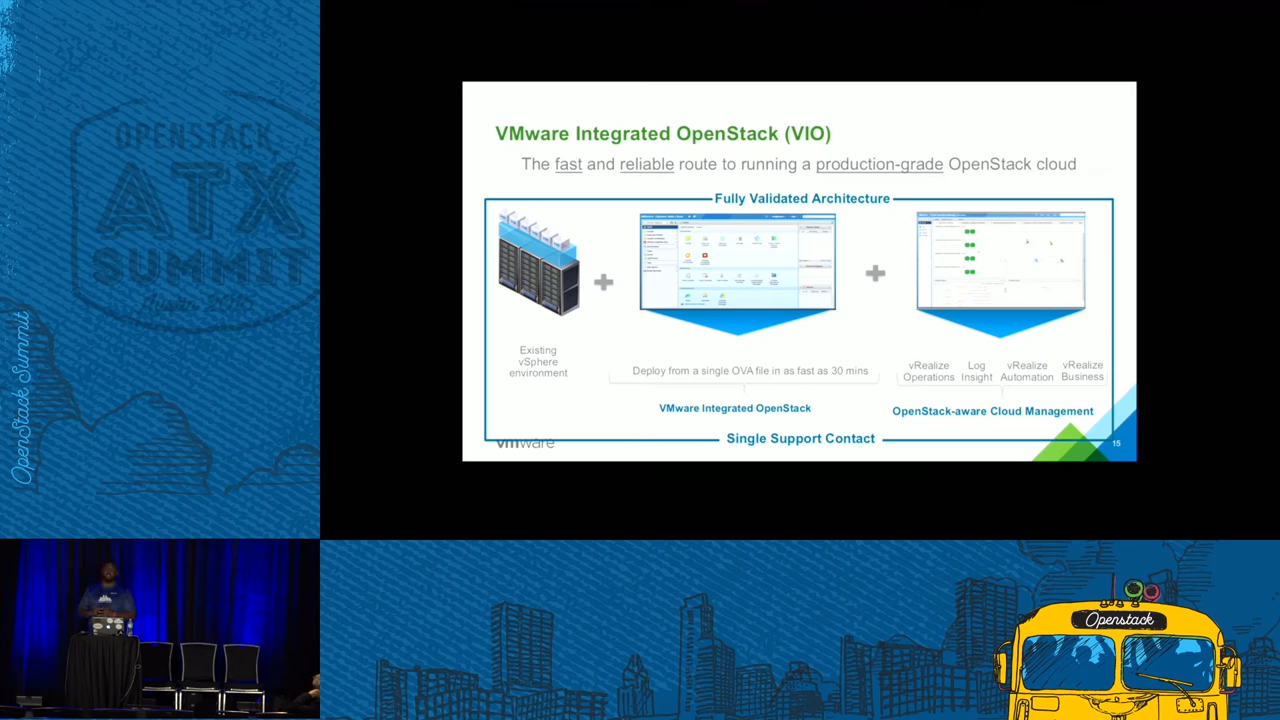 OPENSTACK
ATX
OpenStack Summit
VMware Integrated OpenStack (VIO)
The fast and reliable route to running a production-grade OpenStack cloud
Fully Validated Architecture
Existing
vSphere
environment
Deploy from a single OVA file in as fast as 30 mins
VMware Integrated OpenStack
vRealize
Operations
Log
Insight
vRealize
Automation
vRealize
Business
OpenStack-aware Cloud Management
Single Support Contact
vmware
15
Openstack